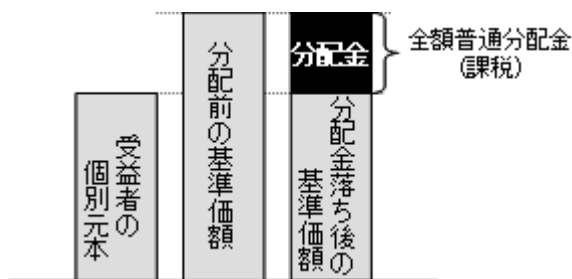 受益者の
個別元本
分配前の基準価額
分配金
分配金落ち後の
基準価額
全額普通分配金
(課税)